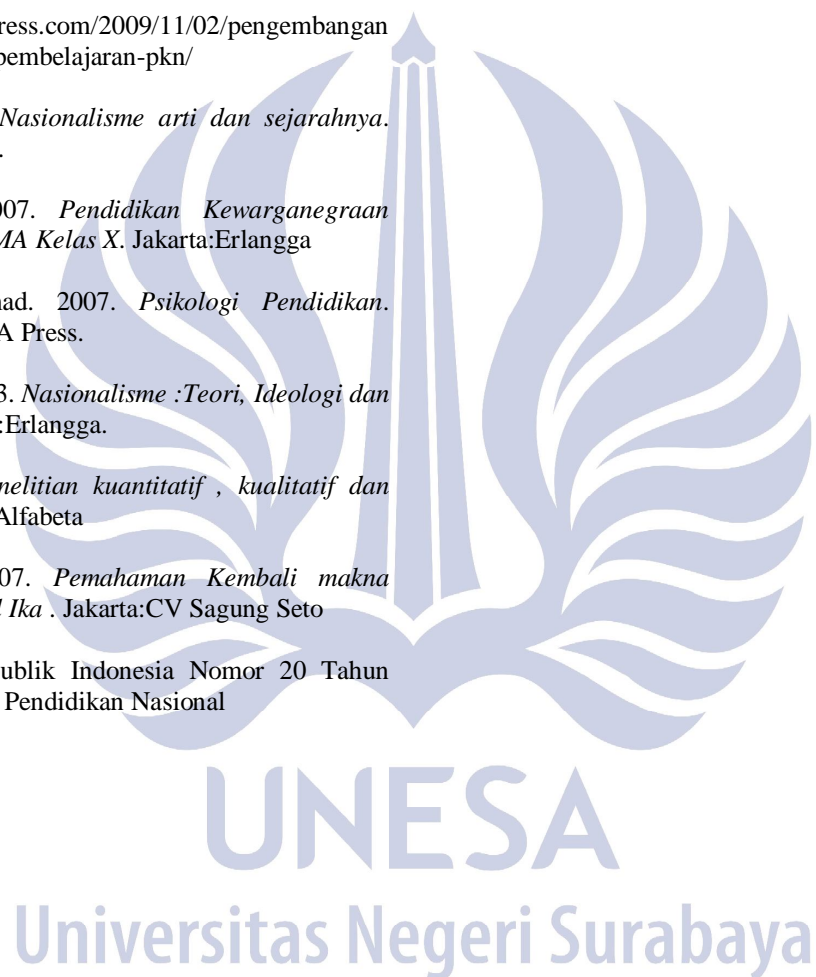 ress.com/2009/11/02/pengembangan
pembelajaran-pkn/
Nasionalisme arti dan sejarahnya.
.
007. Pendidikan Kewarganegraan
MA Kelas X. Jakarta:Erlangga
nad. 2007. Psikologi Pendidikan.
A Press.
3. Nasionalisme :Teori, Ideologi dan
:Erlangga.
nelitian kuantitatif , kualitatif dan
Alfabeta
07. Pemahaman Kembali makna
l Ika . Jakarta:CV Sagung Seto
ublik Indonesia Nomor 20 Tahun
Pendidikan Nasional
UNESA
Universitas Negeri Surabaya